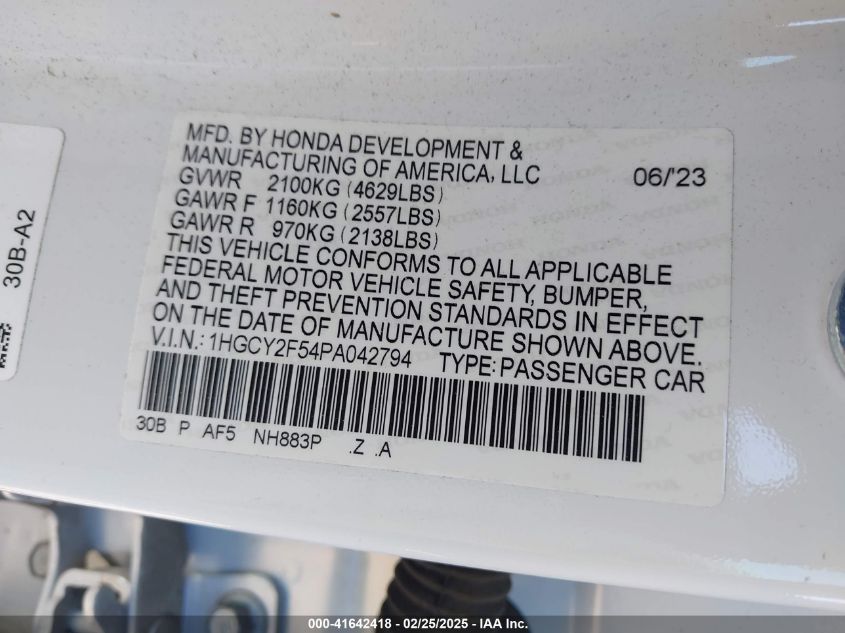 30B-A2
MFD. BY HONDA DEVELOPMENT &
MANUFACTURING OF AMERICA, LLC 06/'23
GVWR 2100KG (4629LBS)
GAWR F 1160KG (2557LBS)
GAWR R 970KG (2138LBS)
THIS VEHICLE CONFORMS TO ALL APPLICABLE
FEDERAL MOTOR VEHICLE SAFETY, BUMPER,
AND THEFT PREVENTION STANDARDS IN EFFECT
ON THE DATE OF MANUFACTURE SHOWN ABOVE.
V.I.N.: 1HGCY2F54PA042794 TYPE: PASSENGER CAR
30B P AF5 NH883P .Z .A
000-41642418 | 02/25/2025 | IAA Inc.